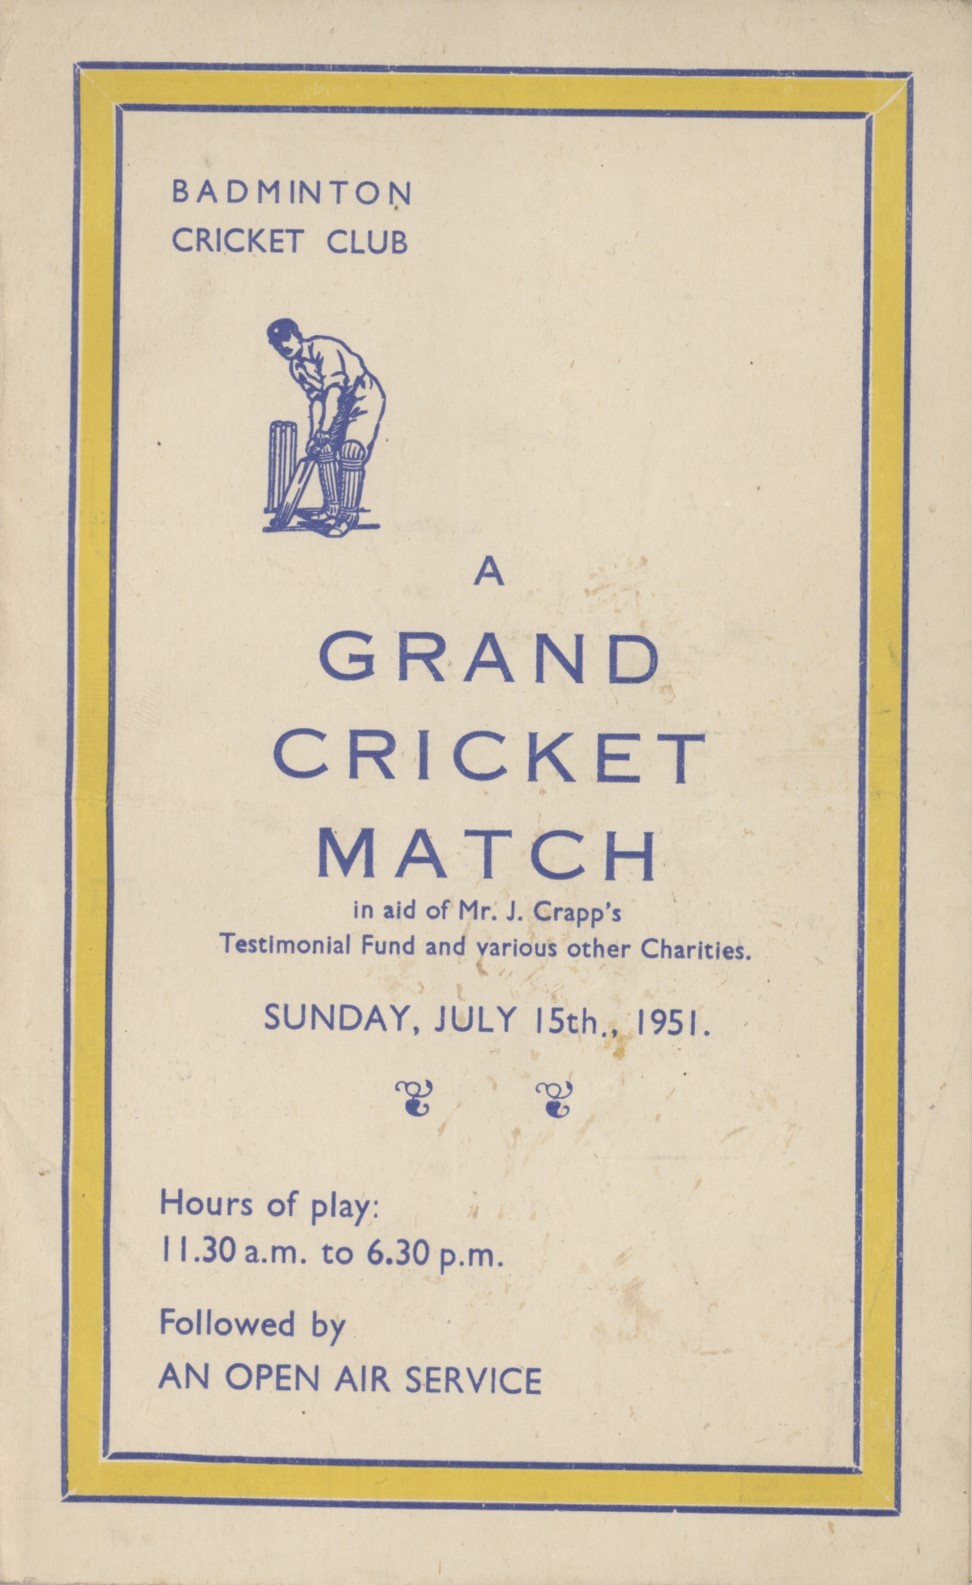 BADMINTON
CRICKET CLUB
A
GRAND
CRICKET
MATCH
in aid of Mr. J. Crapp's
Testimonial Fund and various other Charities.
SUNDAY, JULY 15th., 1951.
Hours of play:
11.30 a.m. to 6.30 p.m.
Followed by
AN OPEN AIR SERVICE